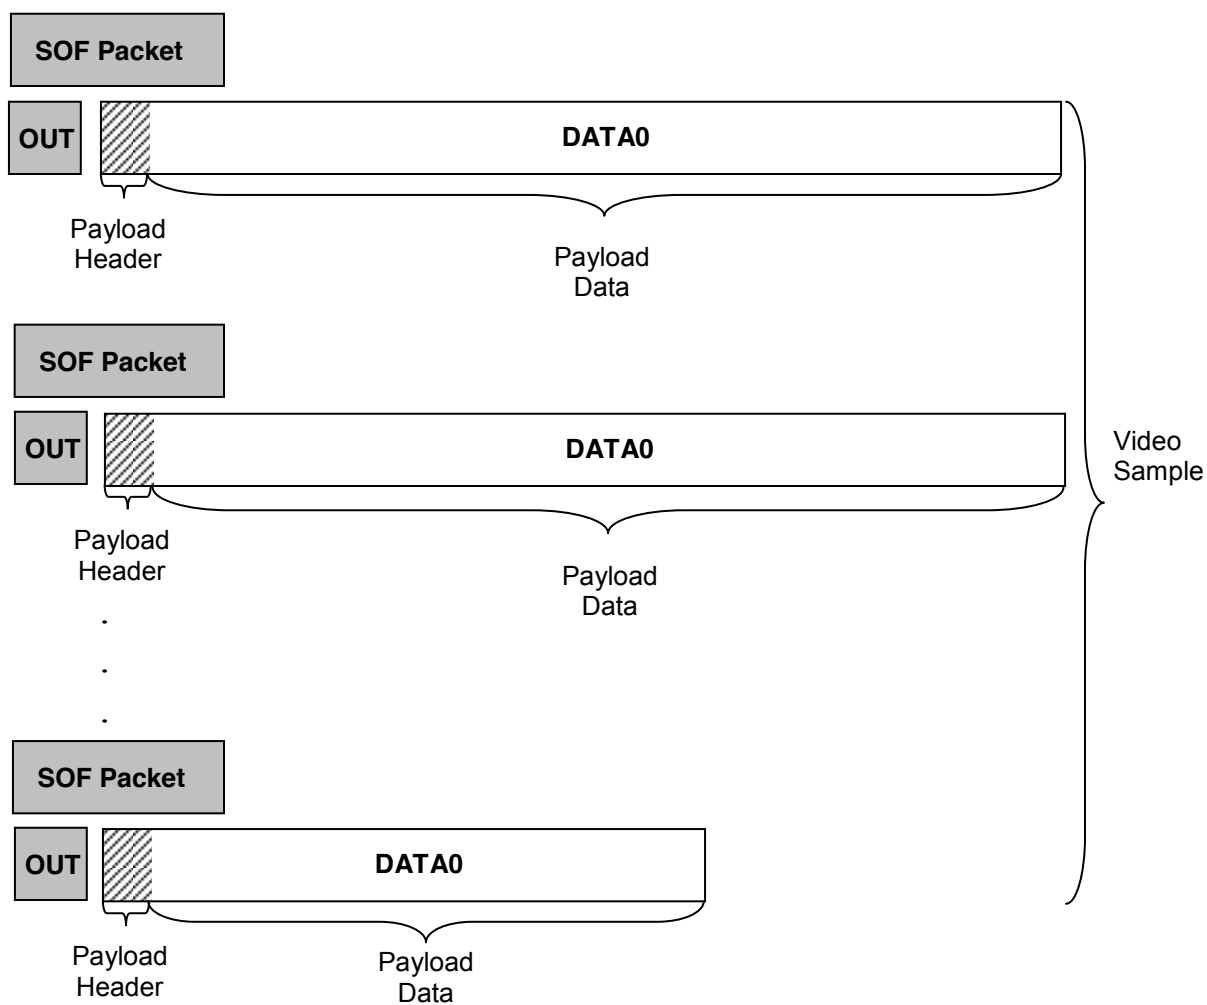 SOF Packet
OUT
DATA0
Payload
Header
Payload
Data
SOF Packet
OUT
DATA0
Video
Sample
Payload
Header
Payload
Data
.
.
.
SOF Packet
OUT
DATA0
Payload
Header
Payload
Data